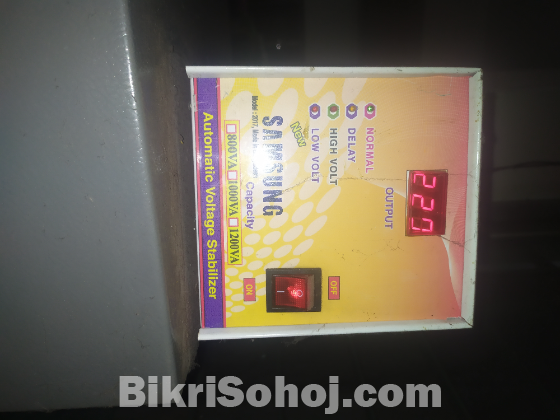 NORMAL
DELAY
HIGH VOLT
LOW VOLT
OUTPUT
220
New
SAMSUNG
Capacity
800VA 1000VA 1200VA
ON
OFF
Automatic Voltage Stabilizer
BikriSohoj.com